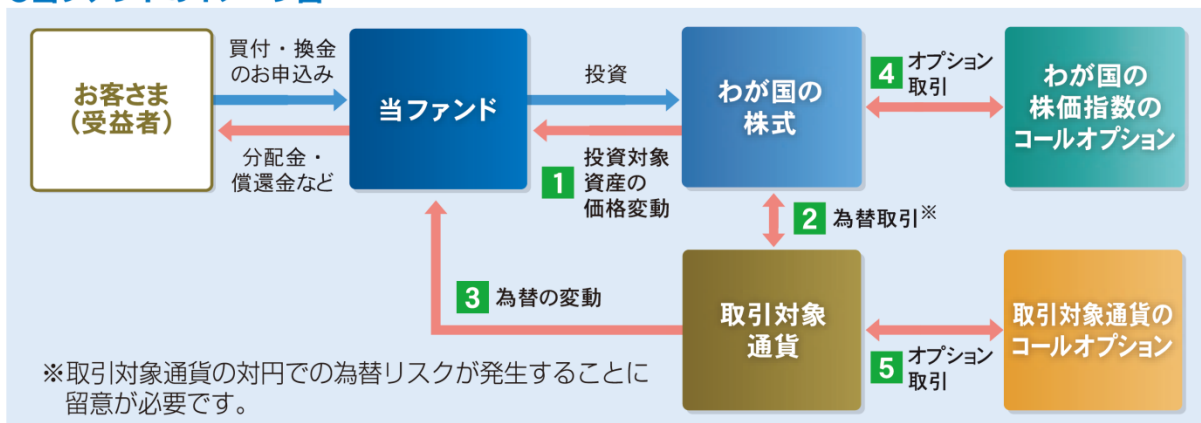 お客さま
(受益者)
買付・換金
のお申込み
分配金・
償還金など
当ファンド
投資
1 投資対象
資産の
価格変動
わが国の
株式
4 オプション
取引
わが国の
株価指数の
コールオプション
2 為替取引※
3 為替の変動
取引対象
通貨
5 オプション
取引
取引対象通貨の
コールオプション
※取引対象通貨の対円での為替リスクが発生することに
留意が必要です。